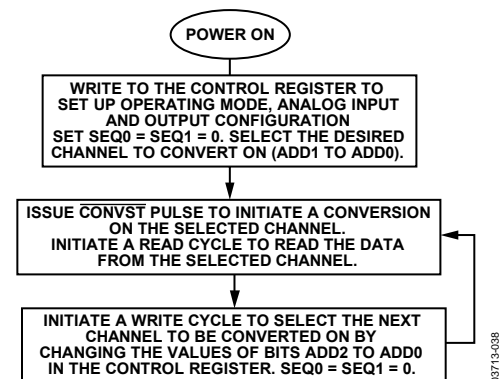 POWER ON
WRITE TO THE CONTROL REGISTER TO
SET UP OPERATING MODE, ANALOG INPUT
AND OUTPUT CONFIGURATION
SET SEQ0 = SEQ1 = 0. SELECT THE DESIRED
CHANNEL TO CONVERT ON (ADD1 TO ADD0).
ISSUE CONVST PULSE TO INITIATE A CONVERSION
ON THE SELECTED CHANNEL.
INITIATE A READ CYCLE TO READ THE DATA
FROM THE SELECTED CHANNEL.
INITIATE A WRITE CYCLE TO SELECT THE NEXT
CHANNEL TO BE CONVERTED ON BY
CHANGING THE VALUES OF BITS ADD2 TO ADD0
IN THE CONTROL REGISTER. SEQ0 = SEQ1 = 0.
03713-038